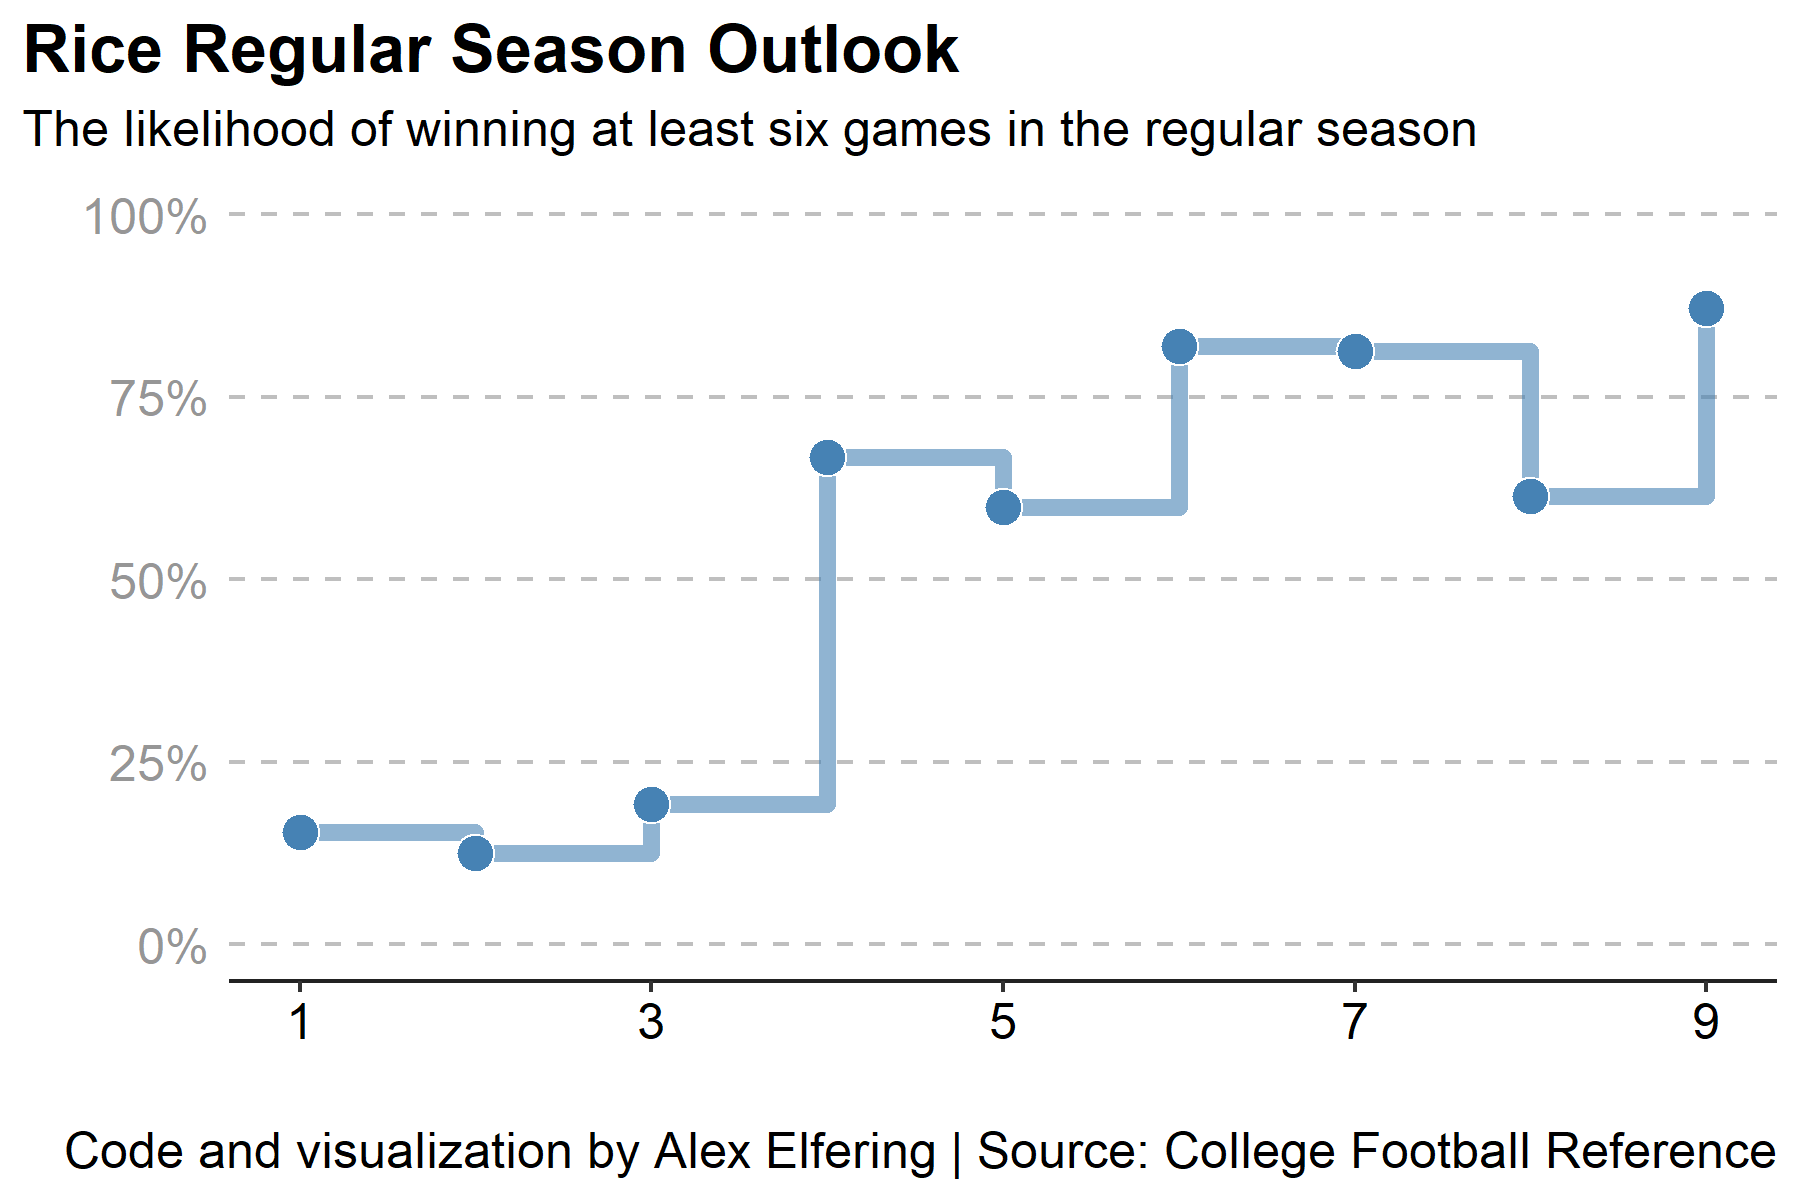 Rice Regular Season Outlook
The likelihood of winning at least six games in the regular season
100%
75%
50%
25%
0%
1 3 5 7 9
Code and visualization by Alex Elfering | Source: College Football Reference